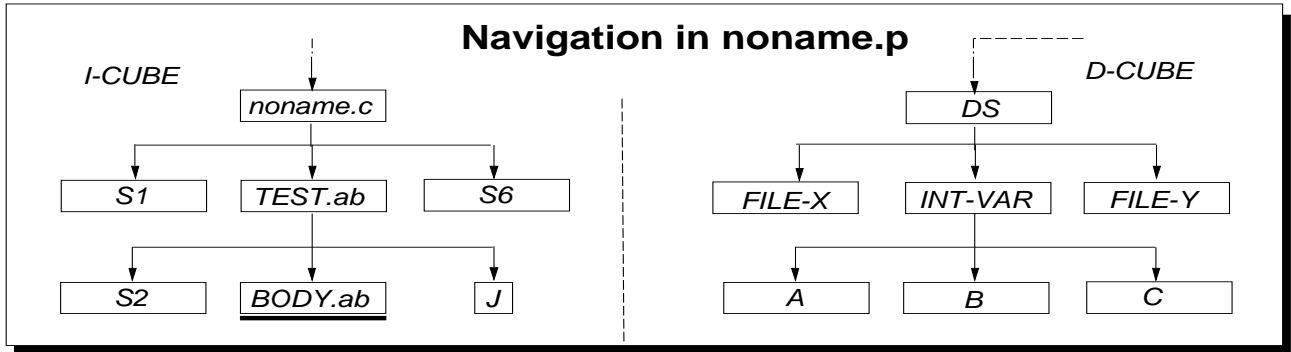 Navigation in noname.p
I-CUBE
D-CUBE
noname.c
DS
S1
TEST.ab
S6
FILE-X
INT-VAR
FILE-Y
S2
BODY.ab
J
A
B
C